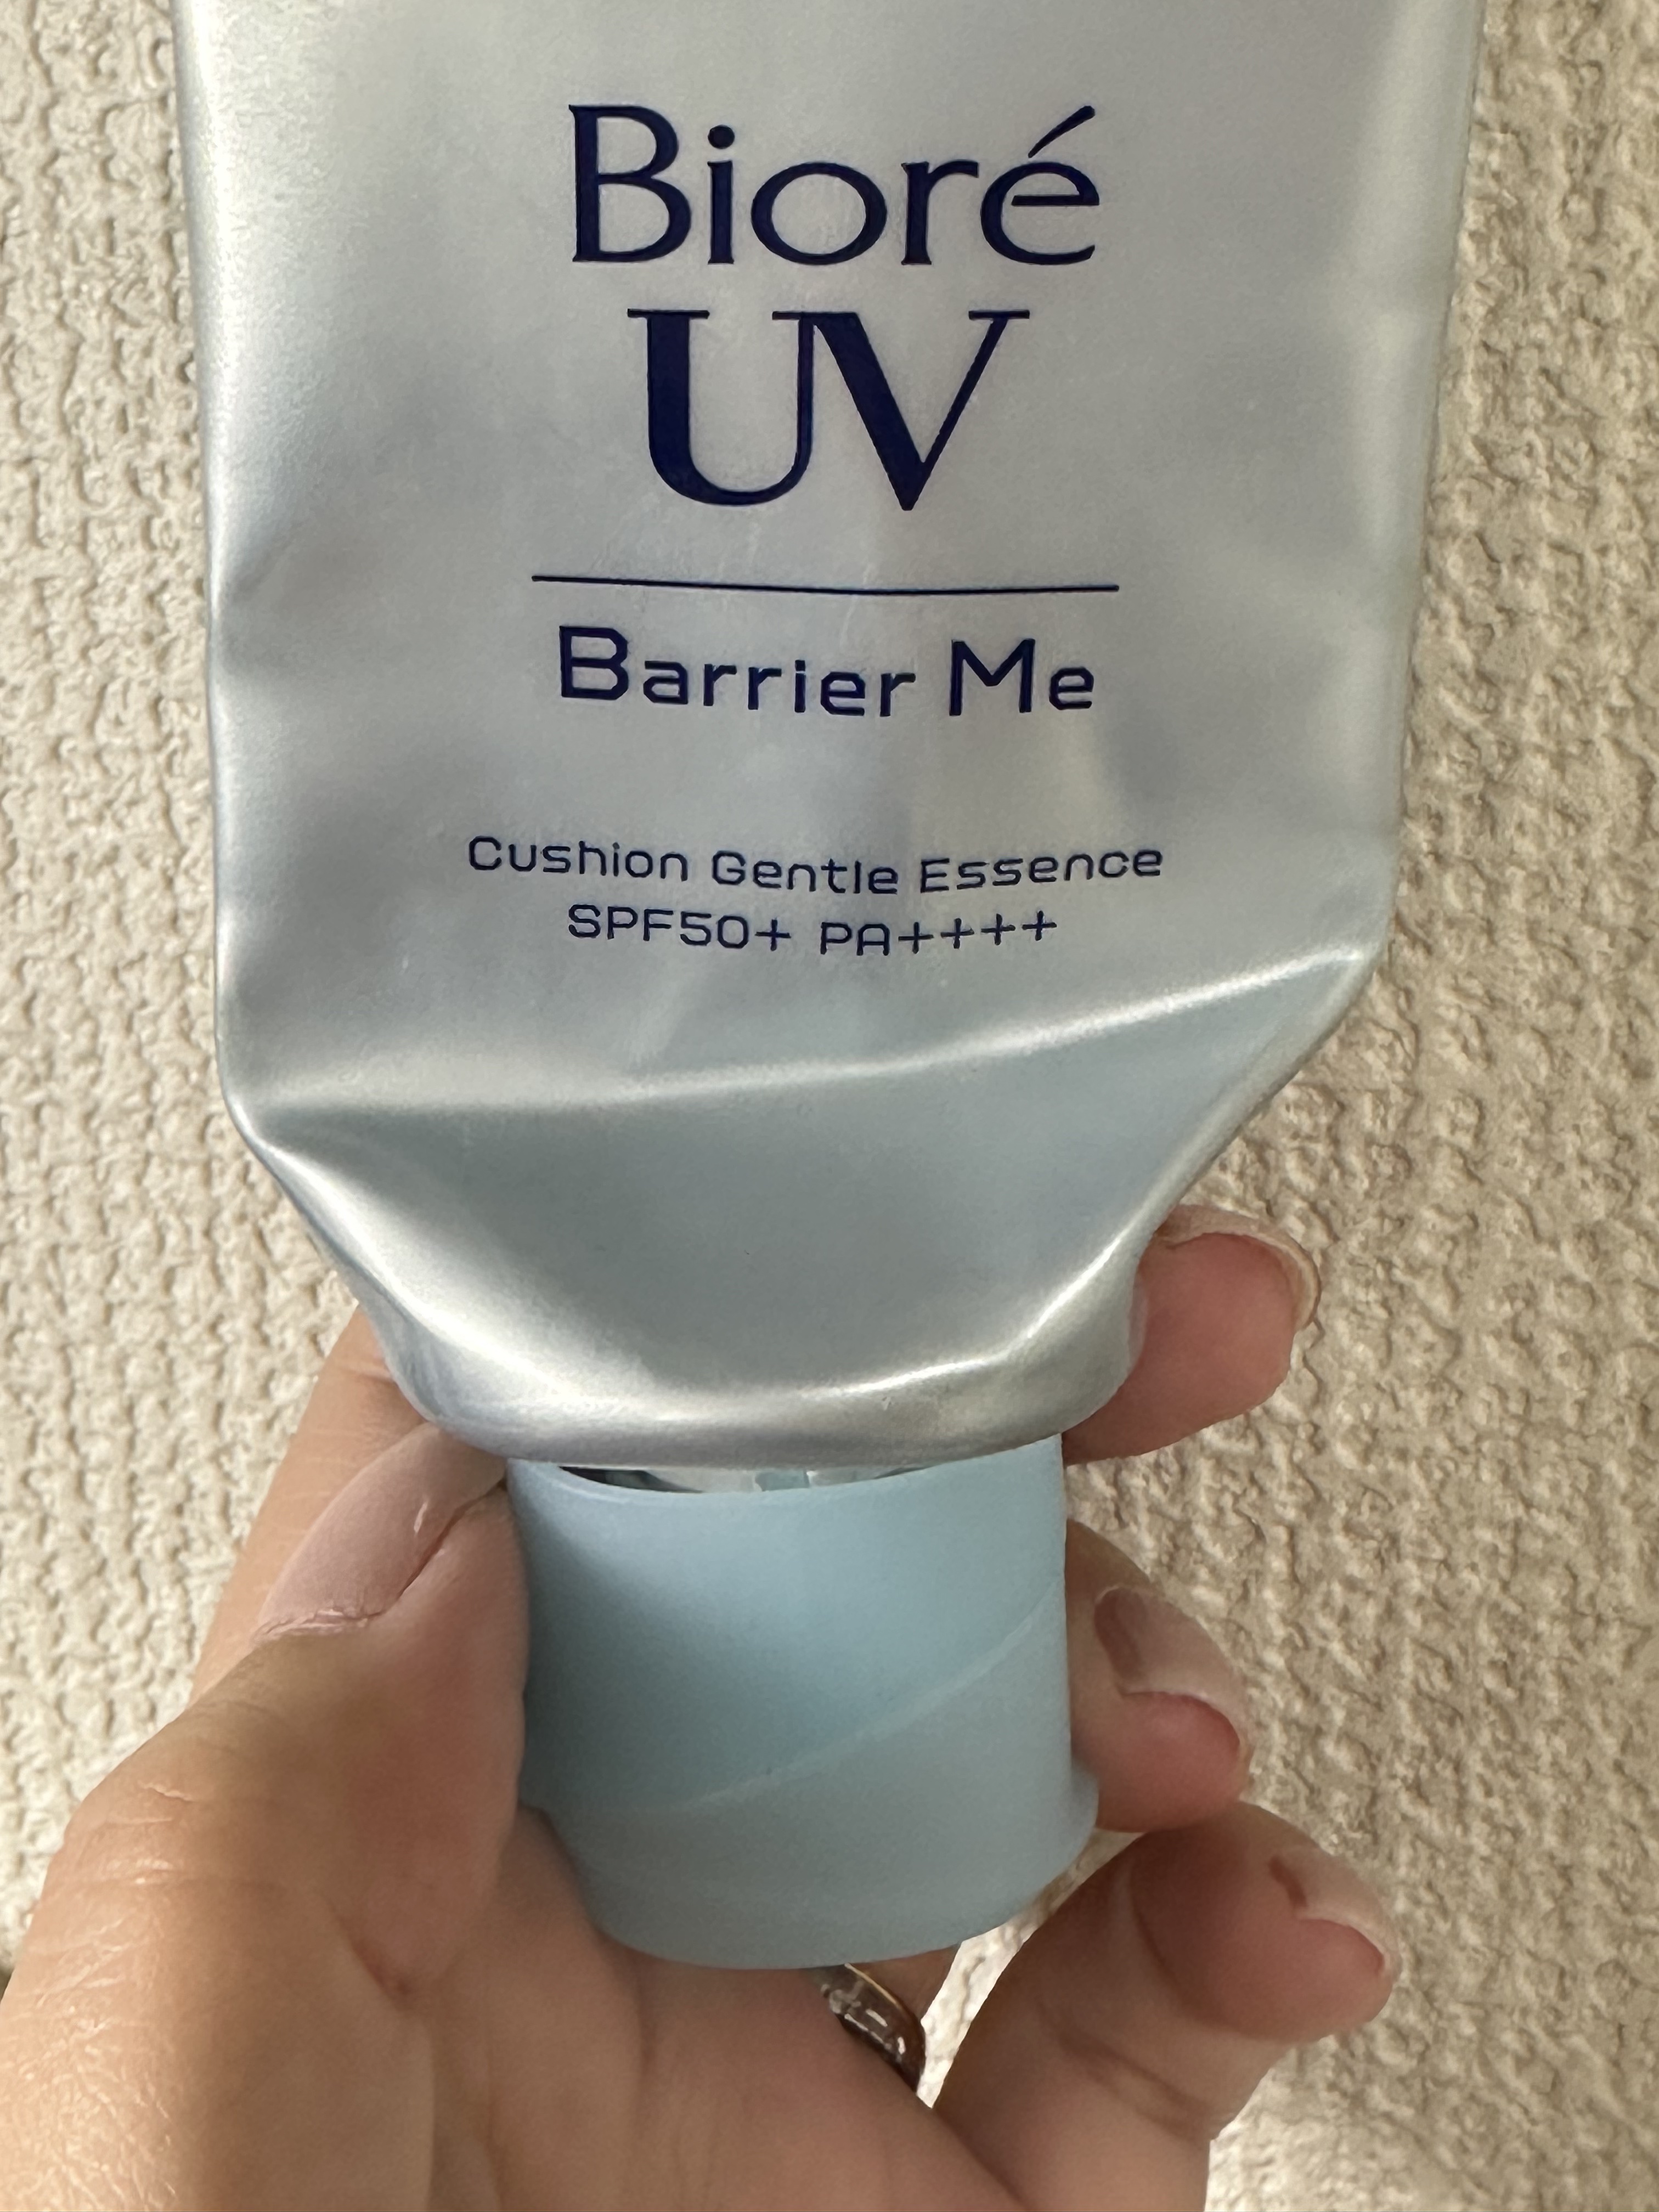 Bioré
UV
Barrier Me
Cushion Gentle Essence
SPF50+ PA++++